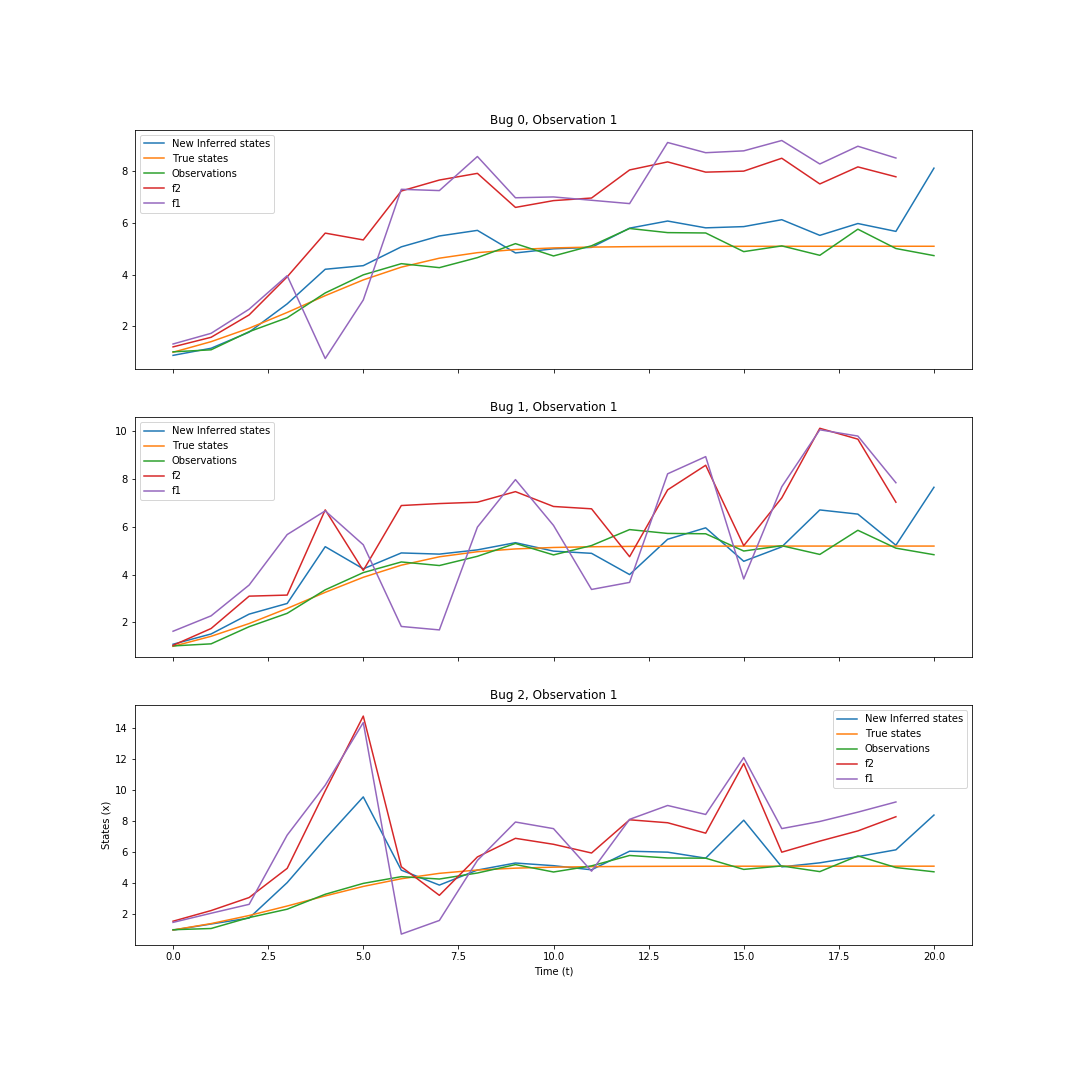 Bug 0, Observation 1
New Inferred states
True states
Observations
f2
f1
8
6
4
2
Bug 1, Observation 1
New Inferred states
True states
Observations
f2
f1
10
8
6
4
2
Bug 2, Observation 1
New Inferred states
True states
Observations
f2
f1
14
12
10
8
6
4
2
States (x)
0.0 2.5 5.0 7.5 10.0 12.5 15.0 17.5 20.0
Time (t)